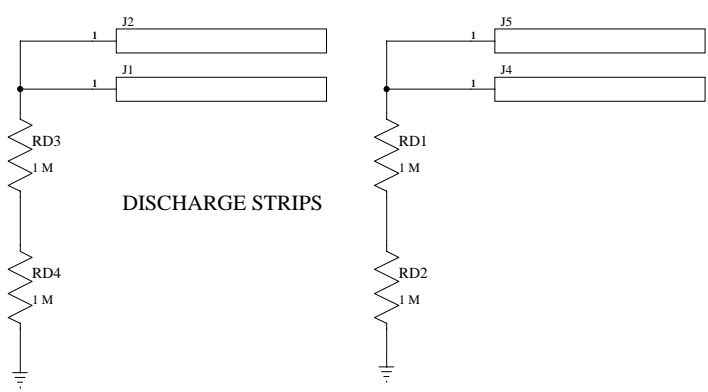 J2
1
J1
1
RD3
1 M
DISCHARGE STRIPS
RD4
1 M
J5
1
J4
1
RD1
1 M
RD2
1 M